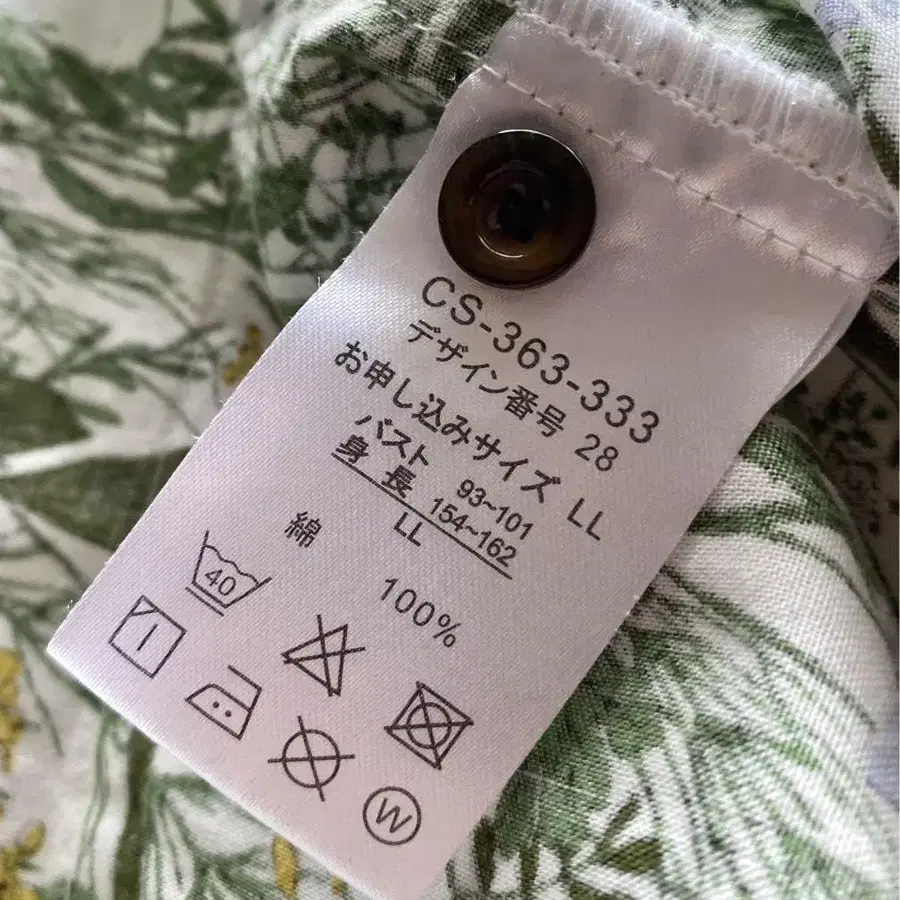 CS-363-333
デザイン番号 28
お申し込みサイズ LL
バスト 93~101
身長 154~162
LL
綿 100%
40
W